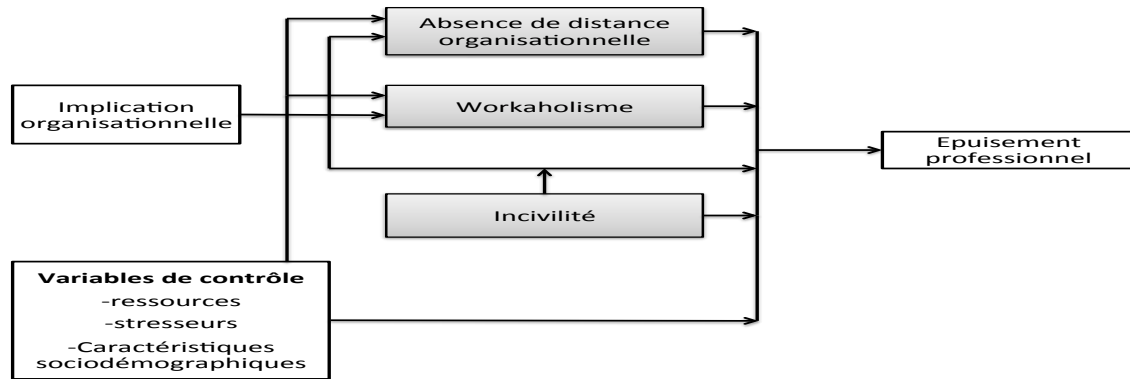 Absence de distance
organisationnelle
Implication
organisationnelle
Workaholisme
Epuisement
professionnel
Incivilité
Variables de contrôle
-ressources
-stresseurs
-Caractéristiques
sociodémographiques